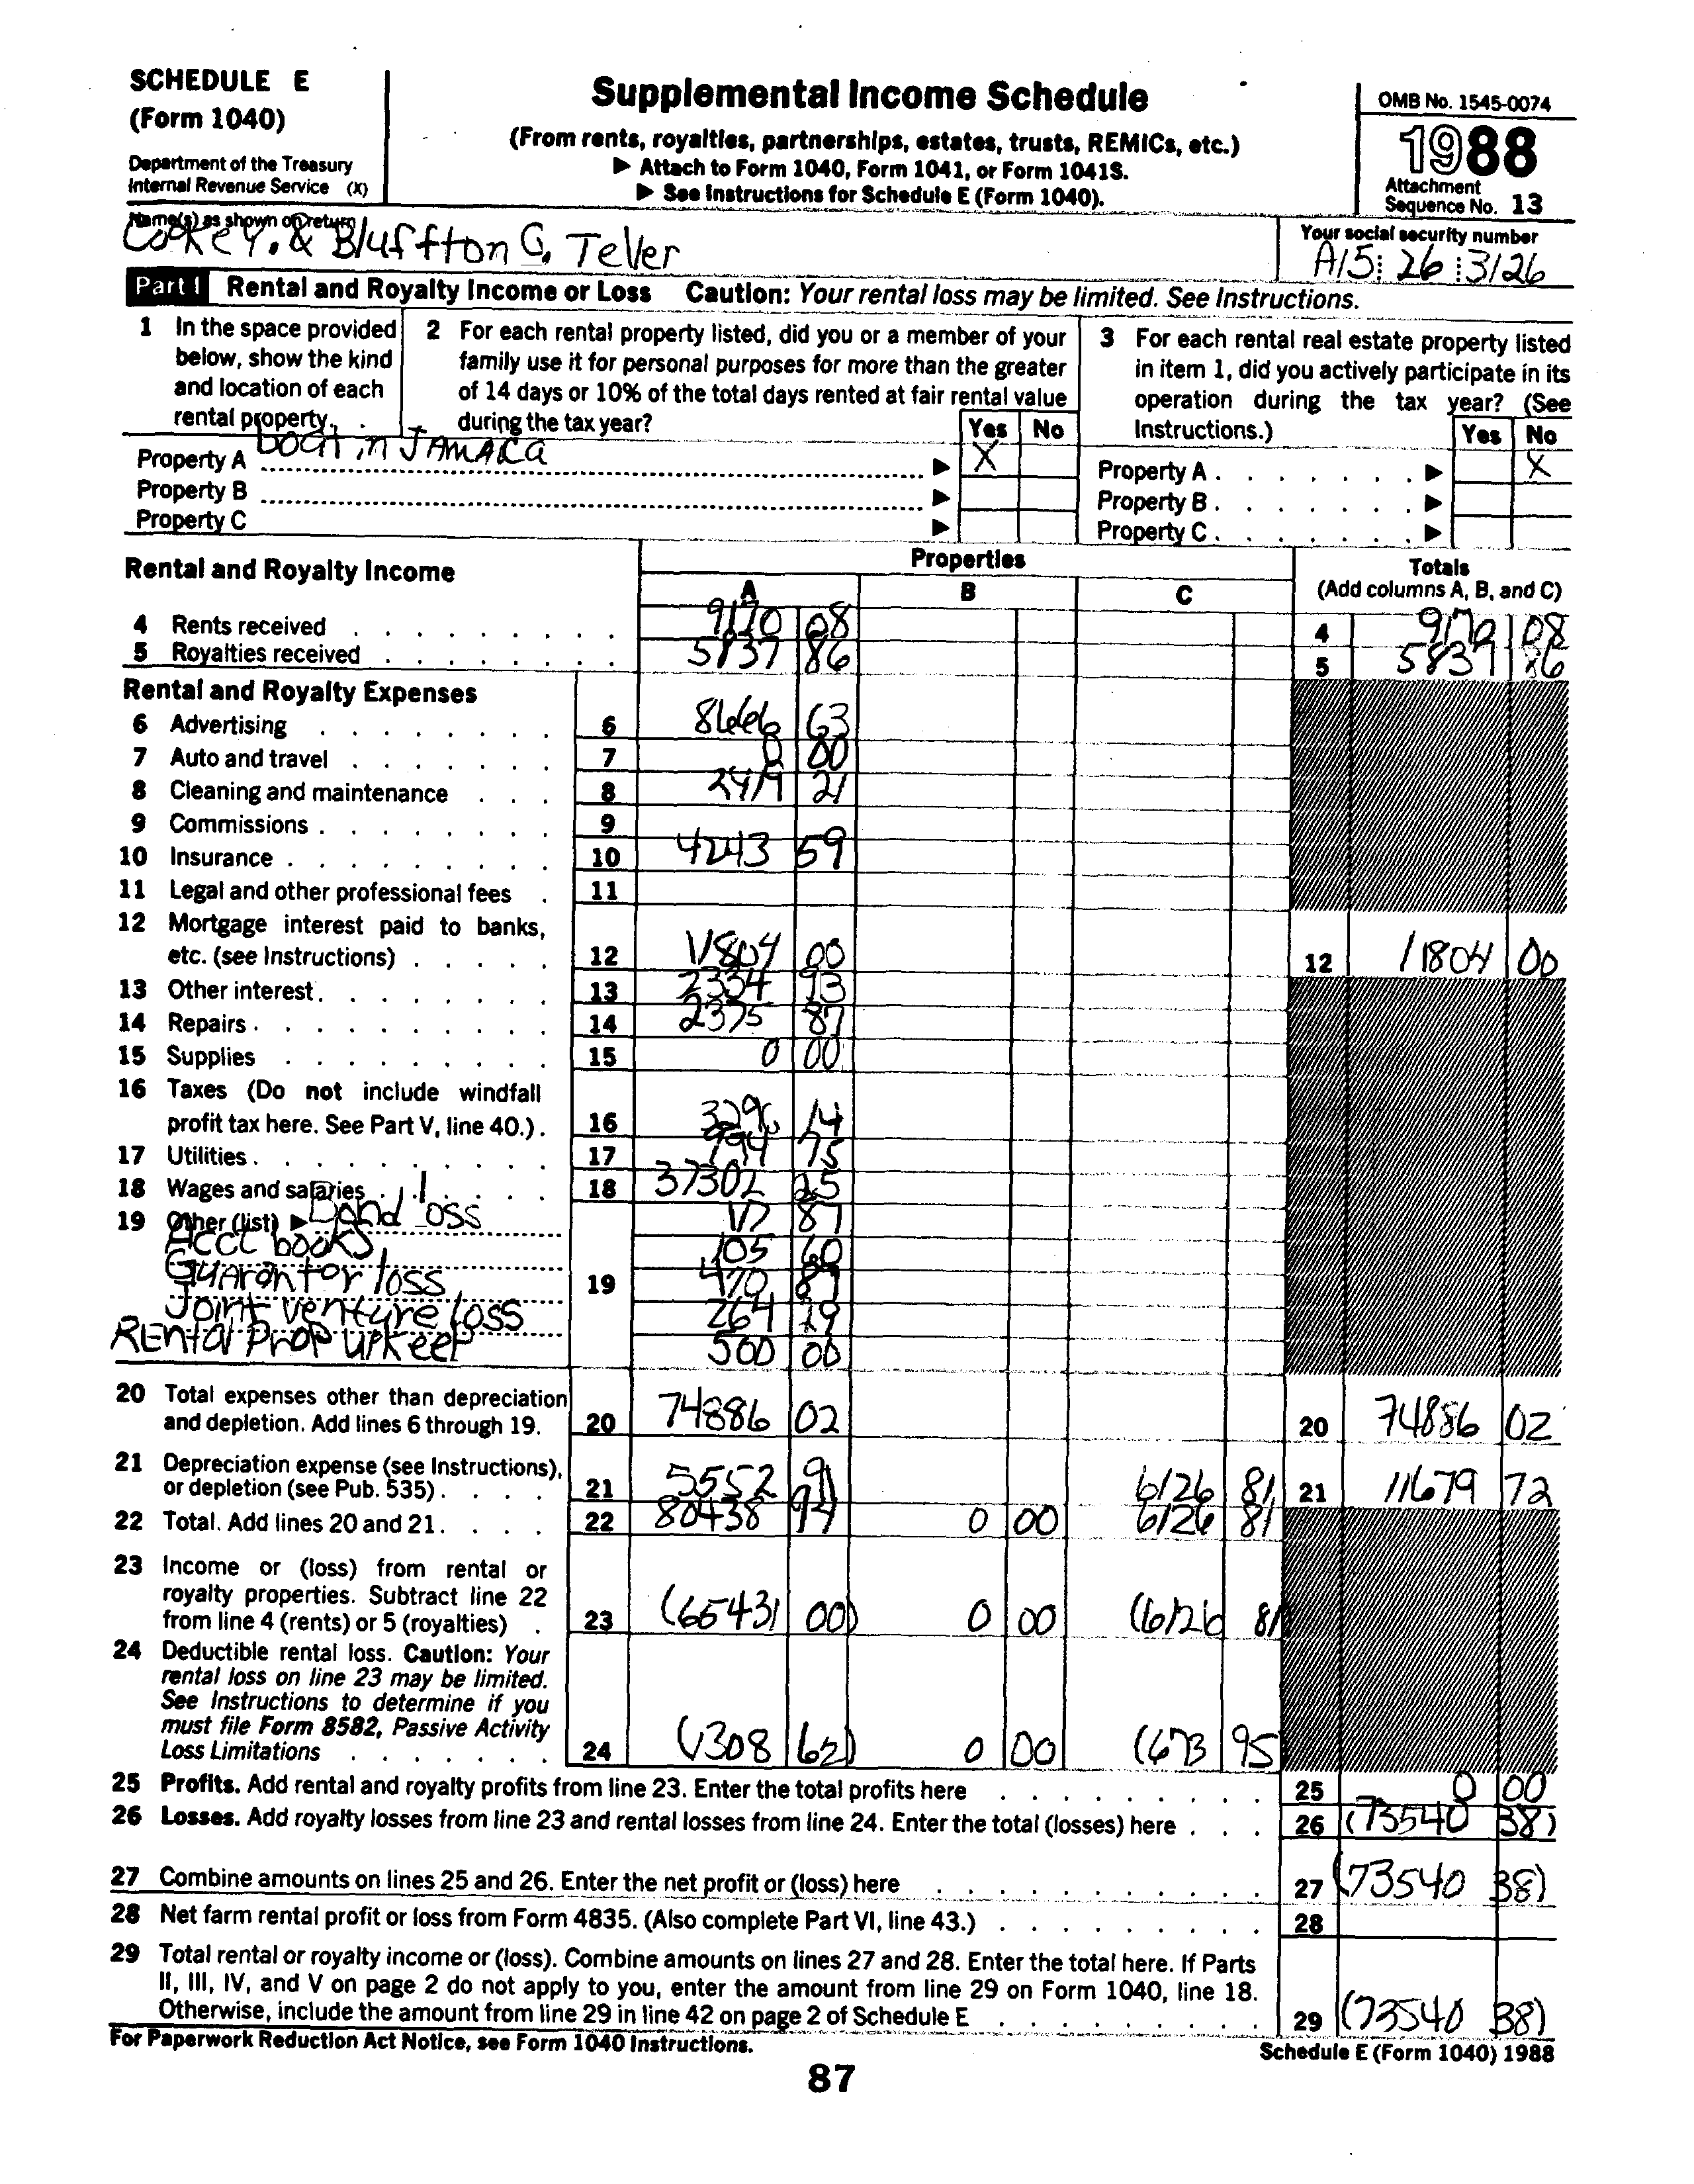 SCHEDULE E
(Form 1040)
Department of the Treasury
Internal Revenue Service (X)
Supplemental Income Schedule
(From rents, royalties, partnerships, estates, trusts, REMICs, etc.)
▶ Attach to Form 1040, Form 1041, or Form 1041S.
▶ See Instructions for Schedule E (Form 1040).
OMB No. 1545-0074
1988
Attachment
Sequence No. 13
Name(s) as shown on return
Y. & Bluffton G. Tever
Your social security number
A15: 26 :3126
Part I Rental and Royalty Income or Loss Caution: Your rental loss may be limited. See Instructions.
1 In the space provided
below, show the kind
and location of each
rental property. .
2 For each rental property listed, did you or a member of your
family use it for personal purposes for more than the greater
of 14 days or 10% of the total days rented at fair rental value
during the tax year?
Yes No
3 For each rental real estate property listed
in item 1, did you actively participate in its
operation during the tax year? (See
Instructions.)
Yes No
Property A in ▶ X
Property B ▶
Property C ▶
Property A . . . . . . . ▶ X
Property B . . . . . . . ▶
Property C . . . . . . . ▶
Rental and Royalty Income
Properties
A B C
Totals
(Add columns A, B, and C)
4 Rents received 9170 08 4 9170 08
5 Royalties received 5837 86 5 5837 86
Rental and Royalty Expenses
6 Advertising 6 8666 63
7 Auto and travel 7 0 00
8 Cleaning and maintenance 8 2419 21
9 Commissions 9
10 Insurance 10 4243 59
11 Legal and other professional fees 11
12 Mortgage interest paid to banks,
etc. (see Instructions) 12 11804 00 12 11804 00
13 Other interest 13 2334 93
14 Repairs 14 2375 87
15 Supplies 15 0 00
16 Taxes (Do not include windfall
profit tax here. See Part V, line 40.) 16 3296 14
17 Utilities 17 994 75
18 Wages and salaries 18 37302 25
19 Other (list) ▶ Bond loss 117 87
Acct books 105 60
Guarantor loss 19 470 89
Joint venture loss 264 29
Rental Prop upkeep 500 00
20 Total expenses other than depreciation
and depletion. Add lines 6 through 19. 20 74886 02 20 74886 02
21 Depreciation expense (see Instructions),
or depletion (see Pub. 535) 21 5552 91 6126 81 21 11679 72
22 Total. Add lines 20 and 21. 22 80438 94 0 00 6126 81
23 Income or (loss) from rental or
royalty properties. Subtract line 22
from line 4 (rents) or 5 (royalties) 23 (65431 00) 0 00 (6126 81
24 Deductible rental loss. Caution: Your
rental loss on line 23 may be limited.
See Instructions to determine if you
must file Form 8582, Passive Activity
Loss Limitations 24 (1308 62) 0 00 (673 95
25 Profits. Add rental and royalty profits from line 23. Enter the total profits here 25 0 00
26 Losses. Add royalty losses from line 23 and rental losses from line 24. Enter the total (losses) here 26 (73540 38)
27 Combine amounts on lines 25 and 26. Enter the net profit or (loss) here 27 (73540 38)
28 Net farm rental profit or loss from Form 4835. (Also complete Part VI, line 43.) 28
29 Total rental or royalty income or (loss). Combine amounts on lines 27 and 28. Enter the total here. If Parts
II, III, IV, and V on page 2 do not apply to you, enter the amount from line 29 on Form 1040, line 18.
Otherwise, include the amount from line 29 in line 42 on page 2 of Schedule E 29 (73540 38)
For Paperwork Reduction Act Notice, see Form 1040 Instructions.
Schedule E (Form 1040) 1988
87